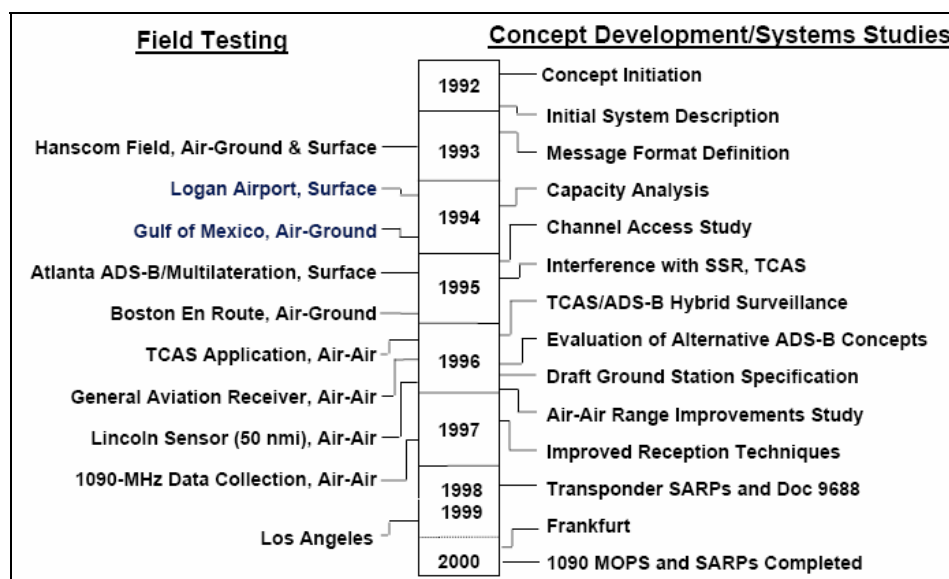 Field Testing
Concept Development/Systems Studies
1992
1993
1994
1995
1996
1997
1998
1999
2000
Hanscom Field, Air-Ground & Surface
Logan Airport, Surface
Gulf of Mexico, Air-Ground
Atlanta ADS-B/Multilateration, Surface
Boston En Route, Air-Ground
TCAS Application, Air-Air
General Aviation Receiver, Air-Air
Lincoln Sensor (50 nmi), Air-Air
1090-MHz Data Collection, Air-Air
Los Angeles
Concept Initiation
Initial System Description
Message Format Definition
Capacity Analysis
Channel Access Study
Interference with SSR, TCAS
TCAS/ADS-B Hybrid Surveillance
Evaluation of Alternative ADS-B Concepts
Draft Ground Station Specification
Air-Air Range Improvements Study
Improved Reception Techniques
Transponder SARPs and Doc 9688
Frankfurt
1090 MOPS and SARPs Completed